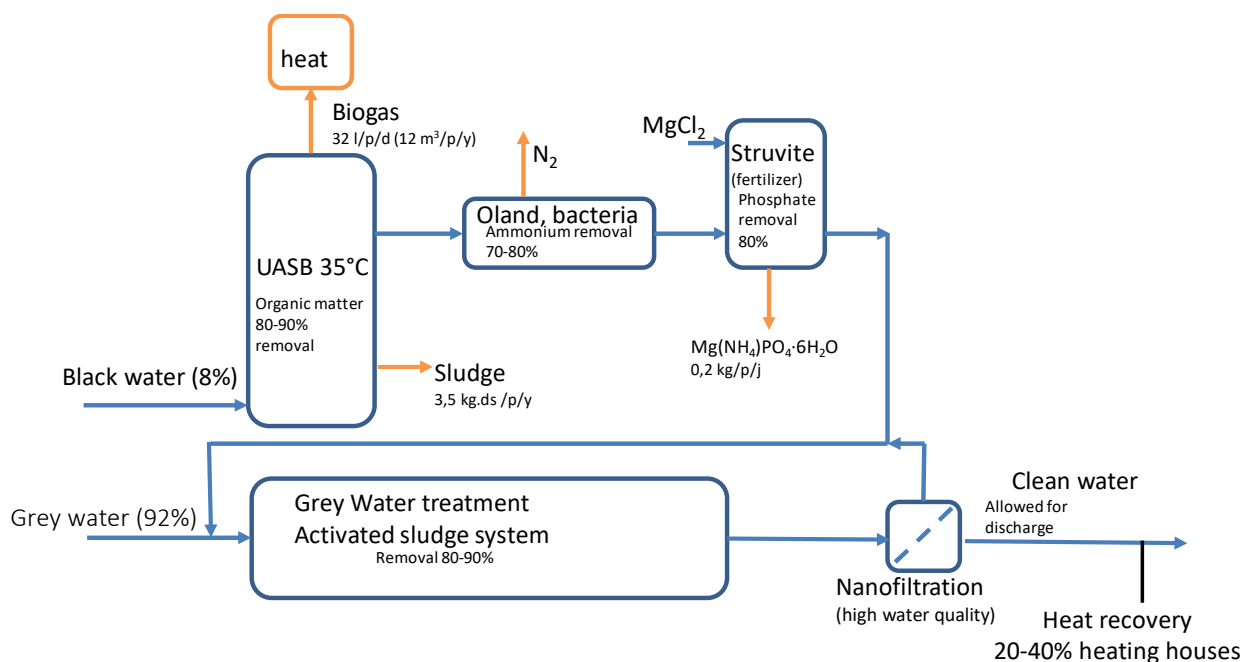 heat
Biogas
32 l/p/d (12 m³/p/y)
N₂
MgCl₂
Struvite
(fertilizer)
Phosphate
removal
80%
Oland, bacteria
Ammonium removal
70-80%
UASB 35°C
Organic matter
80-90%
removal
Mg(NH₄)PO₄·6H₂O
0,2 kg/p/j
Black water (8%)
Sludge
3,5 kg.ds /p/y
Grey water (92%)
Grey Water treatment
Activated sludge system
Removal 80-90%
Clean water
Allowed for
discharge
Nanofiltration
(high water quality)
Heat recovery
20-40% heating houses